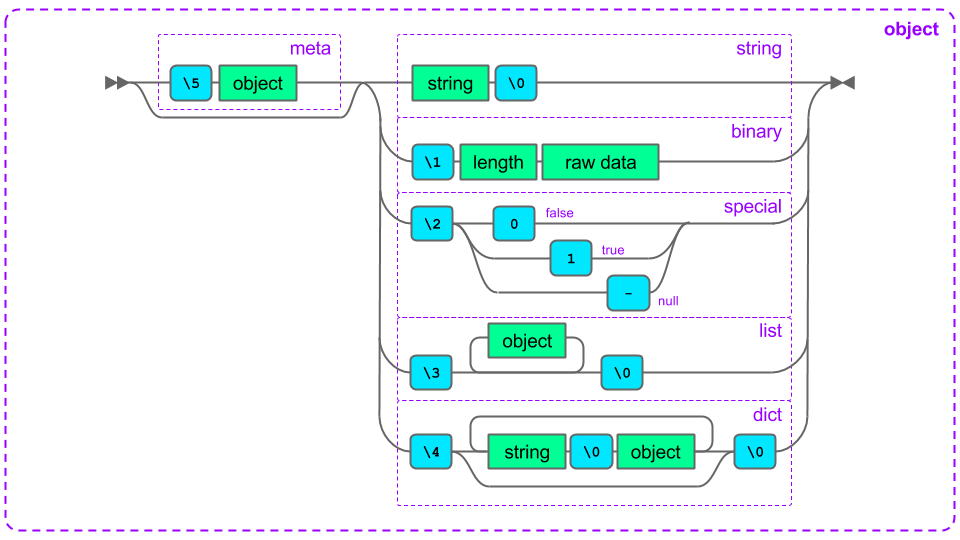 object
meta
string
\5 object
string \0
binary
\1 length raw data
special
\2 0 false
1 true
- null
list
object
\3 \0
dict
\4 string \0 object \0